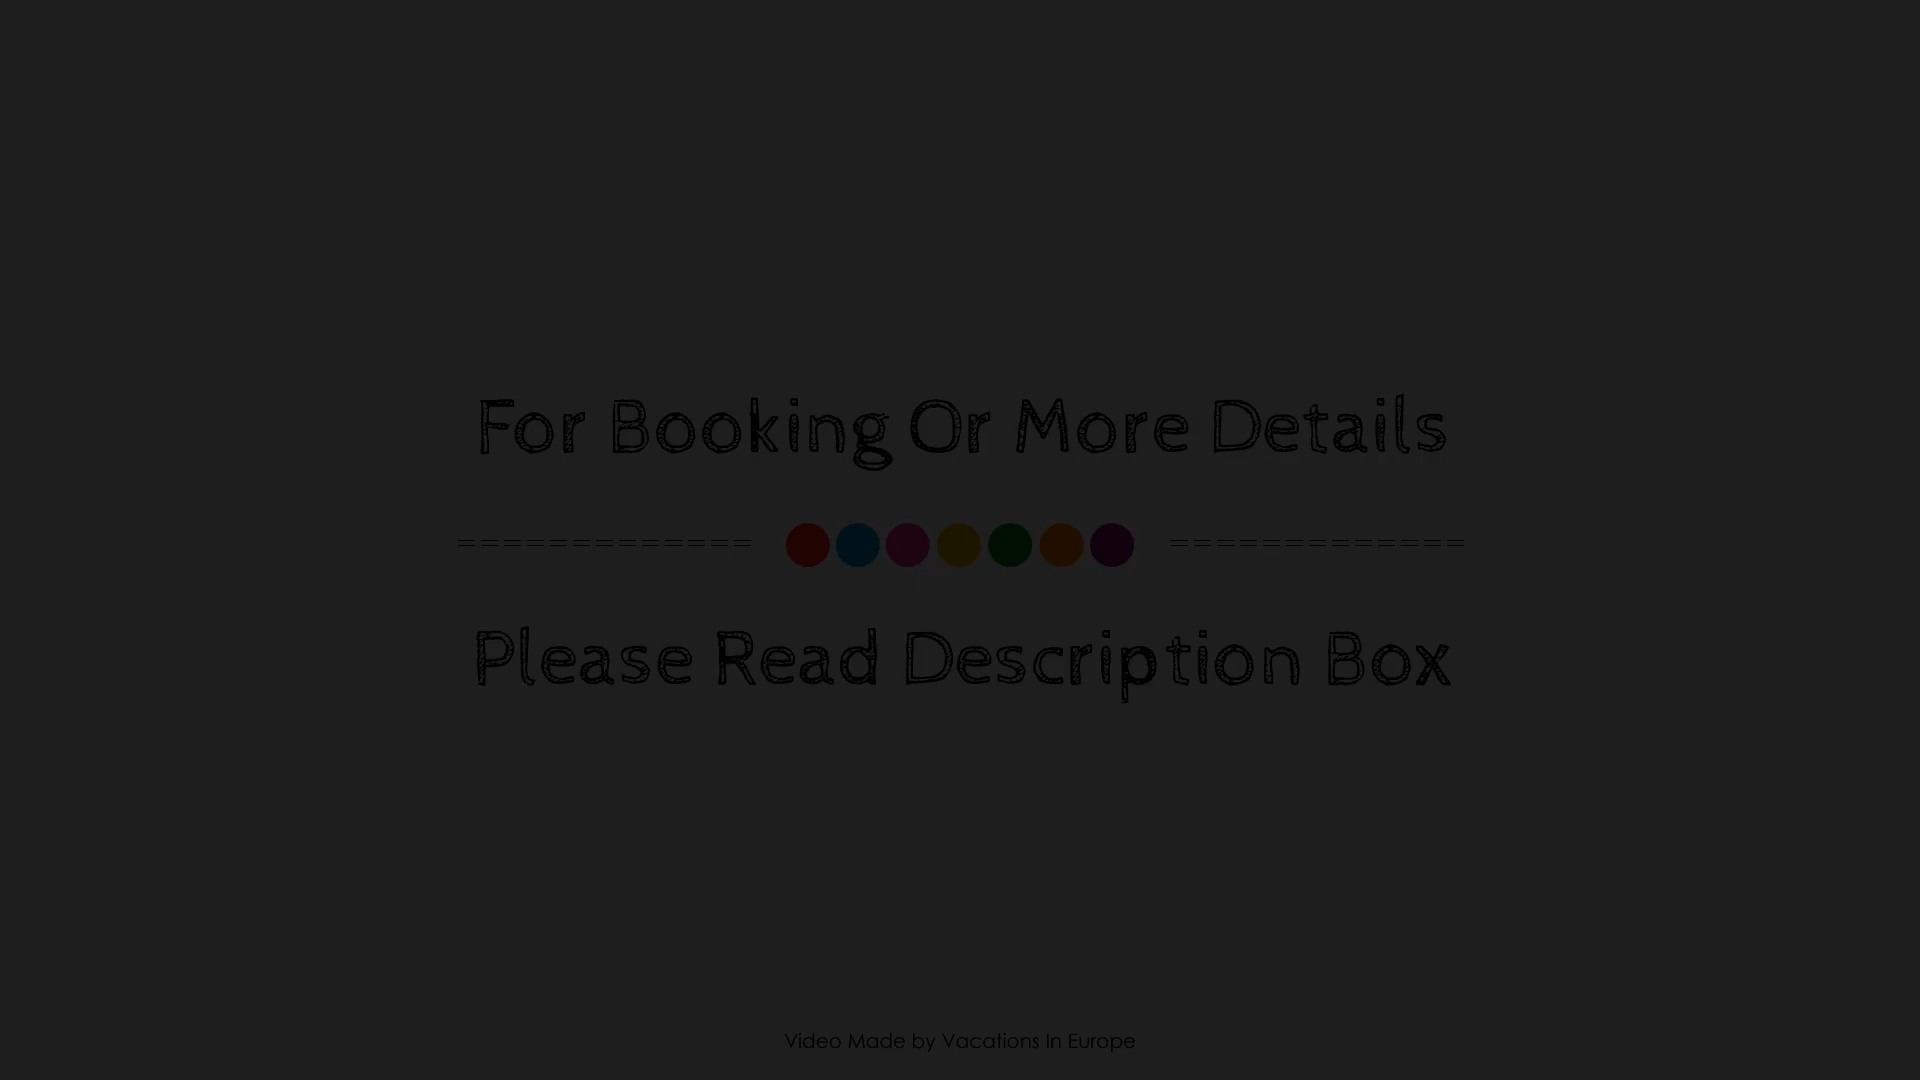 For Booking Or More Details
============= =============
Please Read Description Box
Video Made by Vacations In Europe